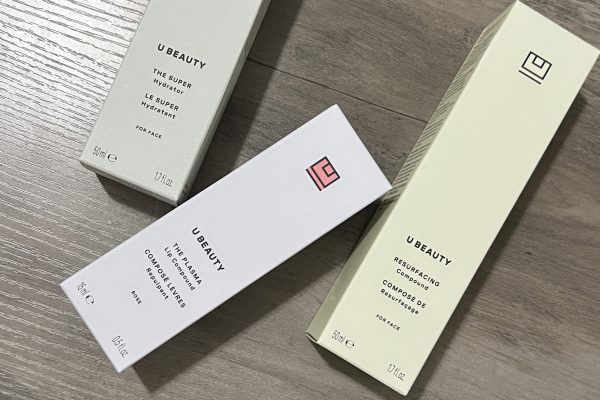 U BEAUTY
THE SUPER
Hydrator
LE SUPER
Hydratant
FOR FACE
50 ml ℮
1.7 fl.oz
U BEAUTY
THE PLASMA
Lip Compound
COMPOSÉ LÈVRES
Repulpant
ROSE
15 ml ℮
0.5 fl.oz
U BEAUTY
RESURFACING
Compound
COMPOSÉ DE
Resurfaçage
FOR FACE
50 ml ℮
1.7 fl.oz